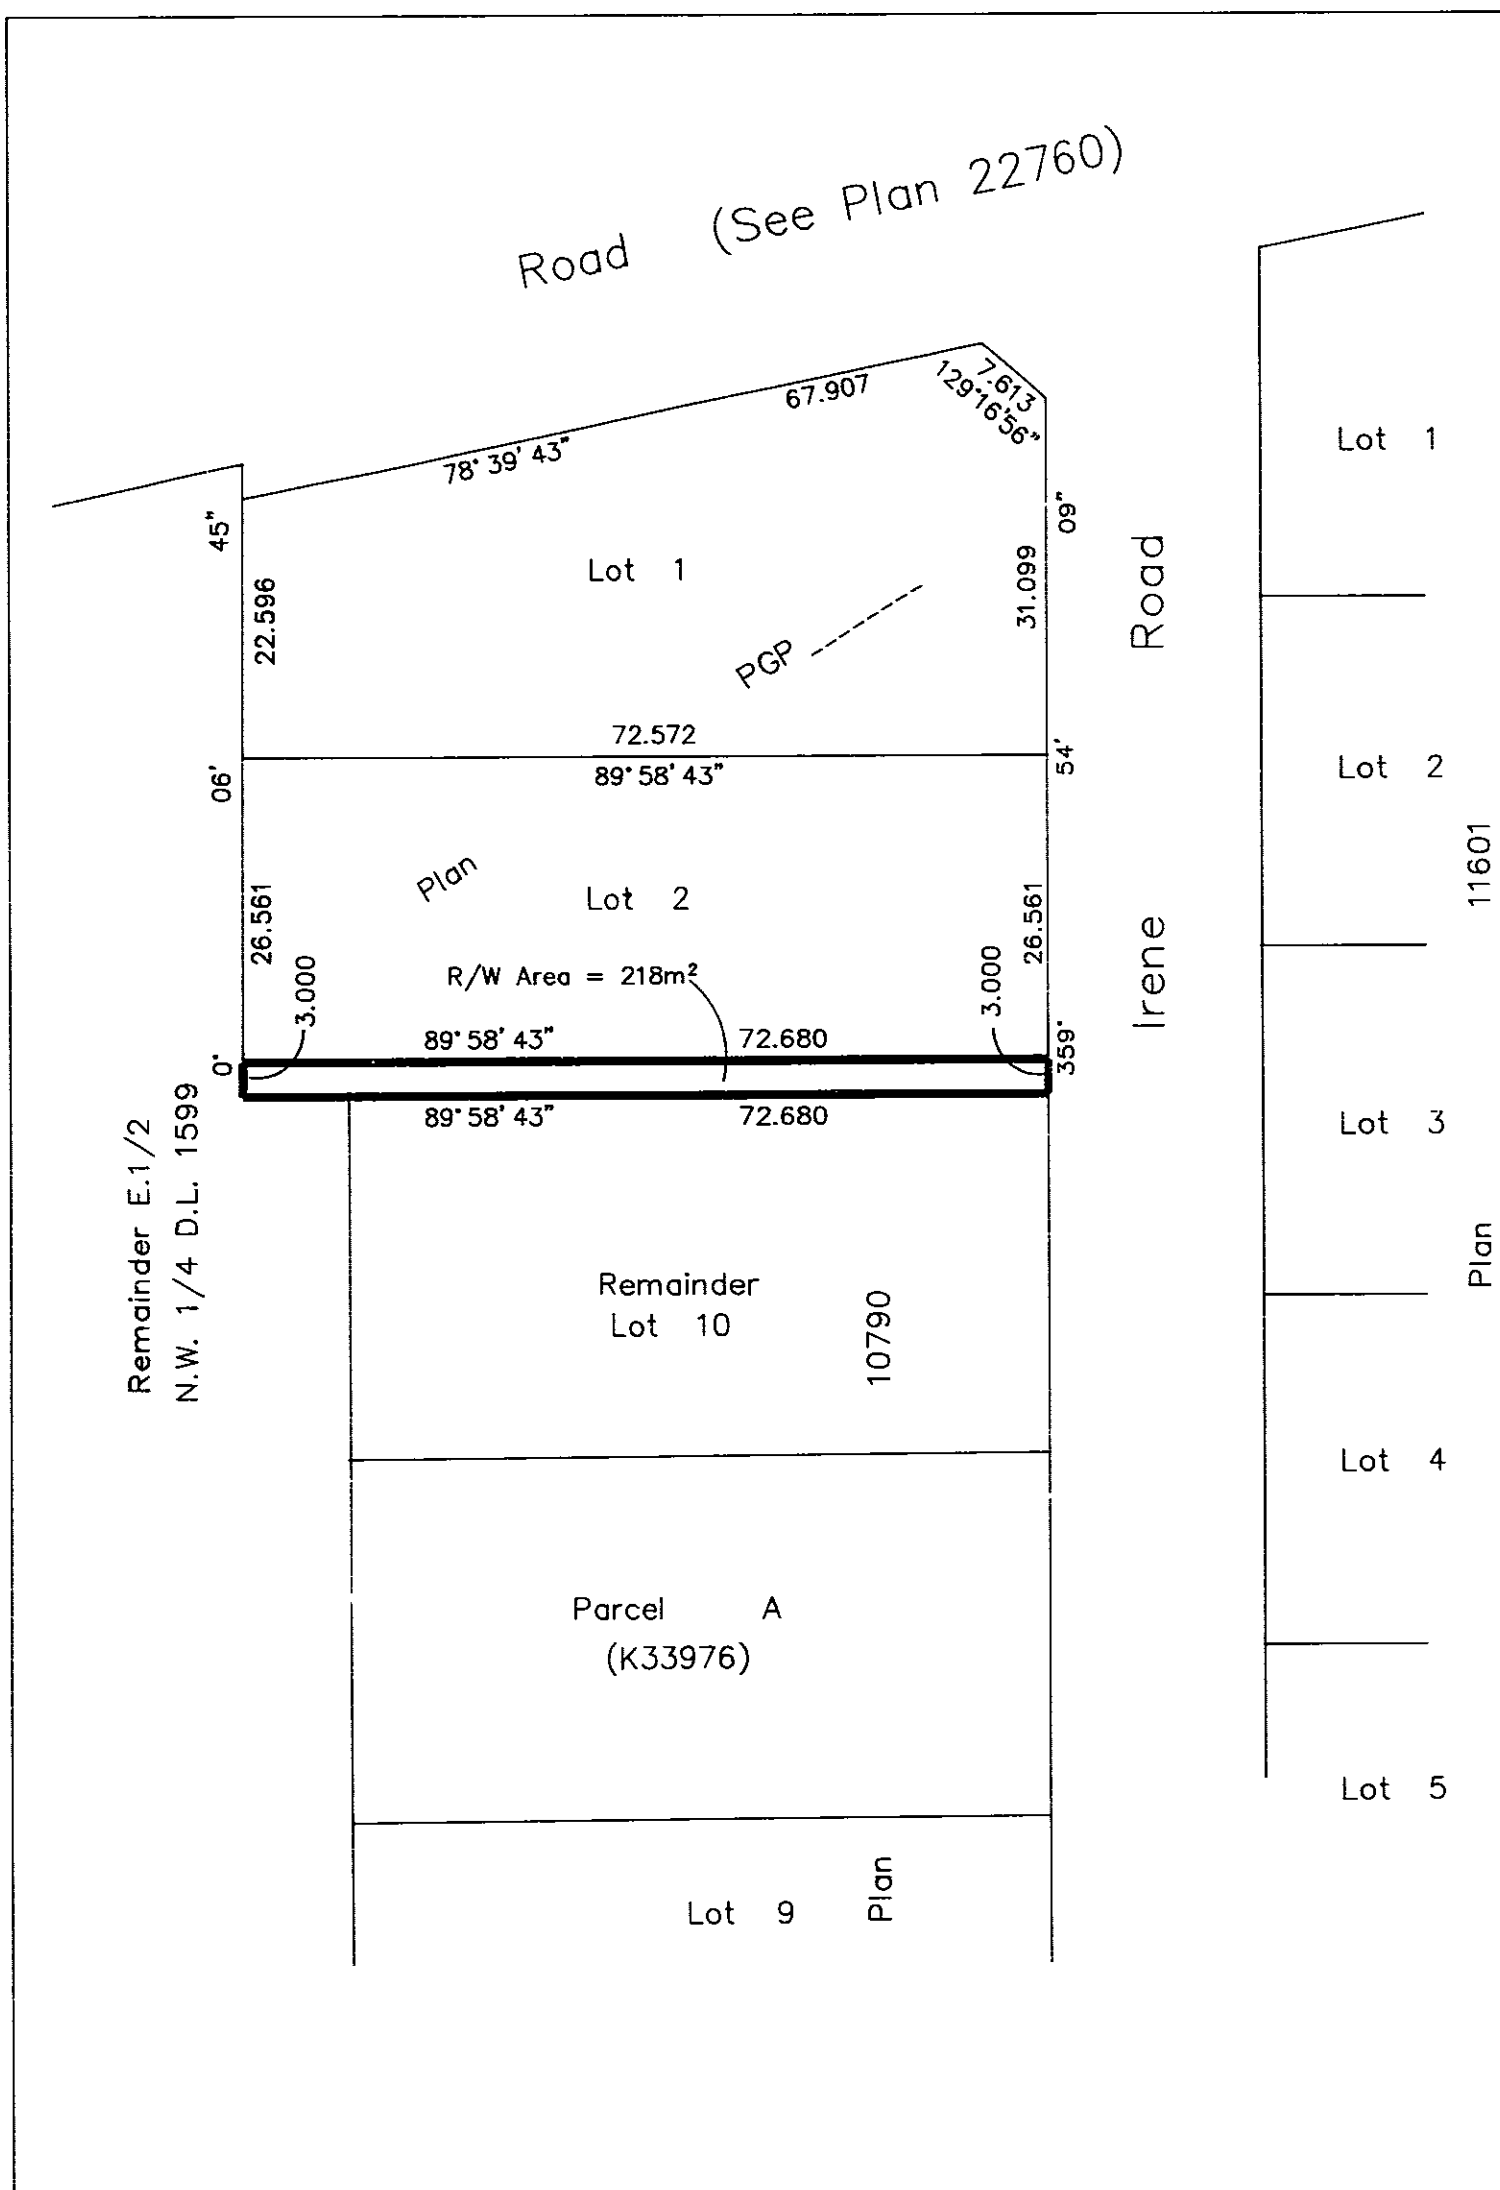 Road (See Plan 22760)
67.907
7.613
129°16'56"
78° 39' 43"
Lot 1
45"
09"
Lot 1
22.596
31.099
Road
PGP
72.572
89° 58' 43"
06'
54'
Lot 2
11601
Plan
Lot 2
26.561
26.561
Irene
R/W Area = 218m²
3.000
3.000
89° 58' 43"
72.680
0°
359°
89° 58' 43"
72.680
Lot 3
Remainder E.1/2
N.W. 1/4 D.L. 1599
Plan
Remainder
Lot 10
10790
Lot 4
Parcel A
(K33976)
Lot 5
Lot 9
Plan